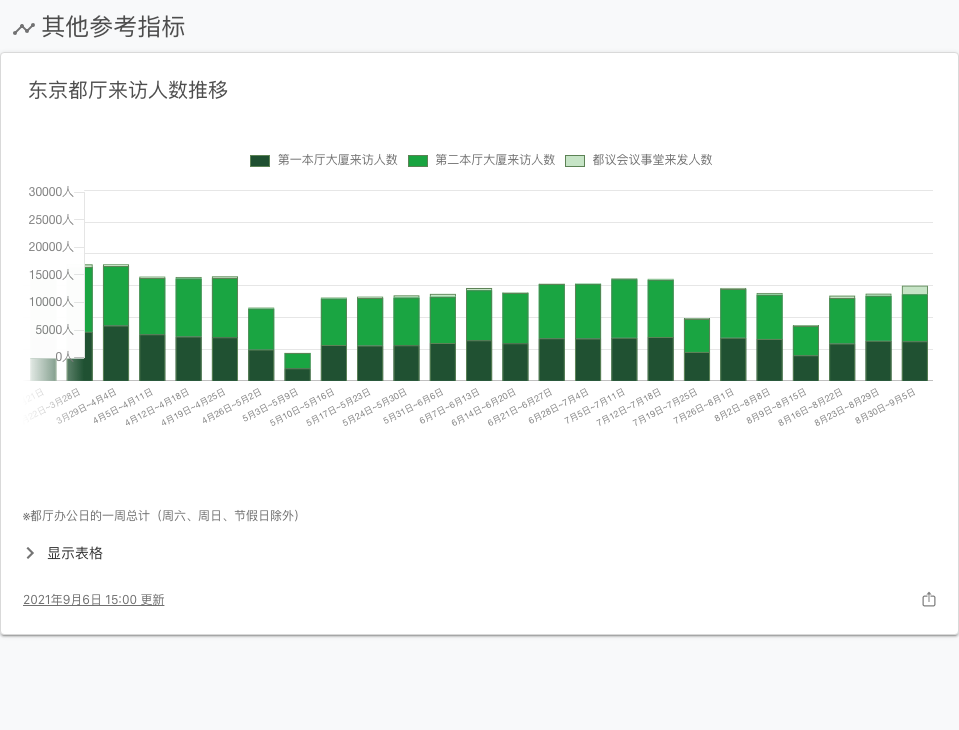 其他参考指标
东京都厅来访人数推移
第一本厅大厦来访人数 第二本厅大厦来访人数 都议会议事堂来发人数
30000人
25000人
20000人
15000人
10000人
5000人
0人
3月28日
3月29日~4月4日
4月5日~4月11日
4月12日~4月18日
4月19日~4月25日
4月26日~5月2日
5月3日~5月9日
5月10日~5月16日
5月17日~5月23日
5月24日~5月30日
5月31日~6月6日
6月7日~6月13日
6月14日~6月20日
6月21日~6月27日
6月28日~7月4日
7月5日~7月11日
7月12日~7月18日
7月19日~7月25日
7月26日~8月1日
8月2日~8月8日
8月9日~8月15日
8月16日~8月22日
8月23日~8月29日
8月30日~9月5日
※都厅办公日的一周总计（周六、周日、节假日除外）
显示表格
2021年9月6日 15:00 更新